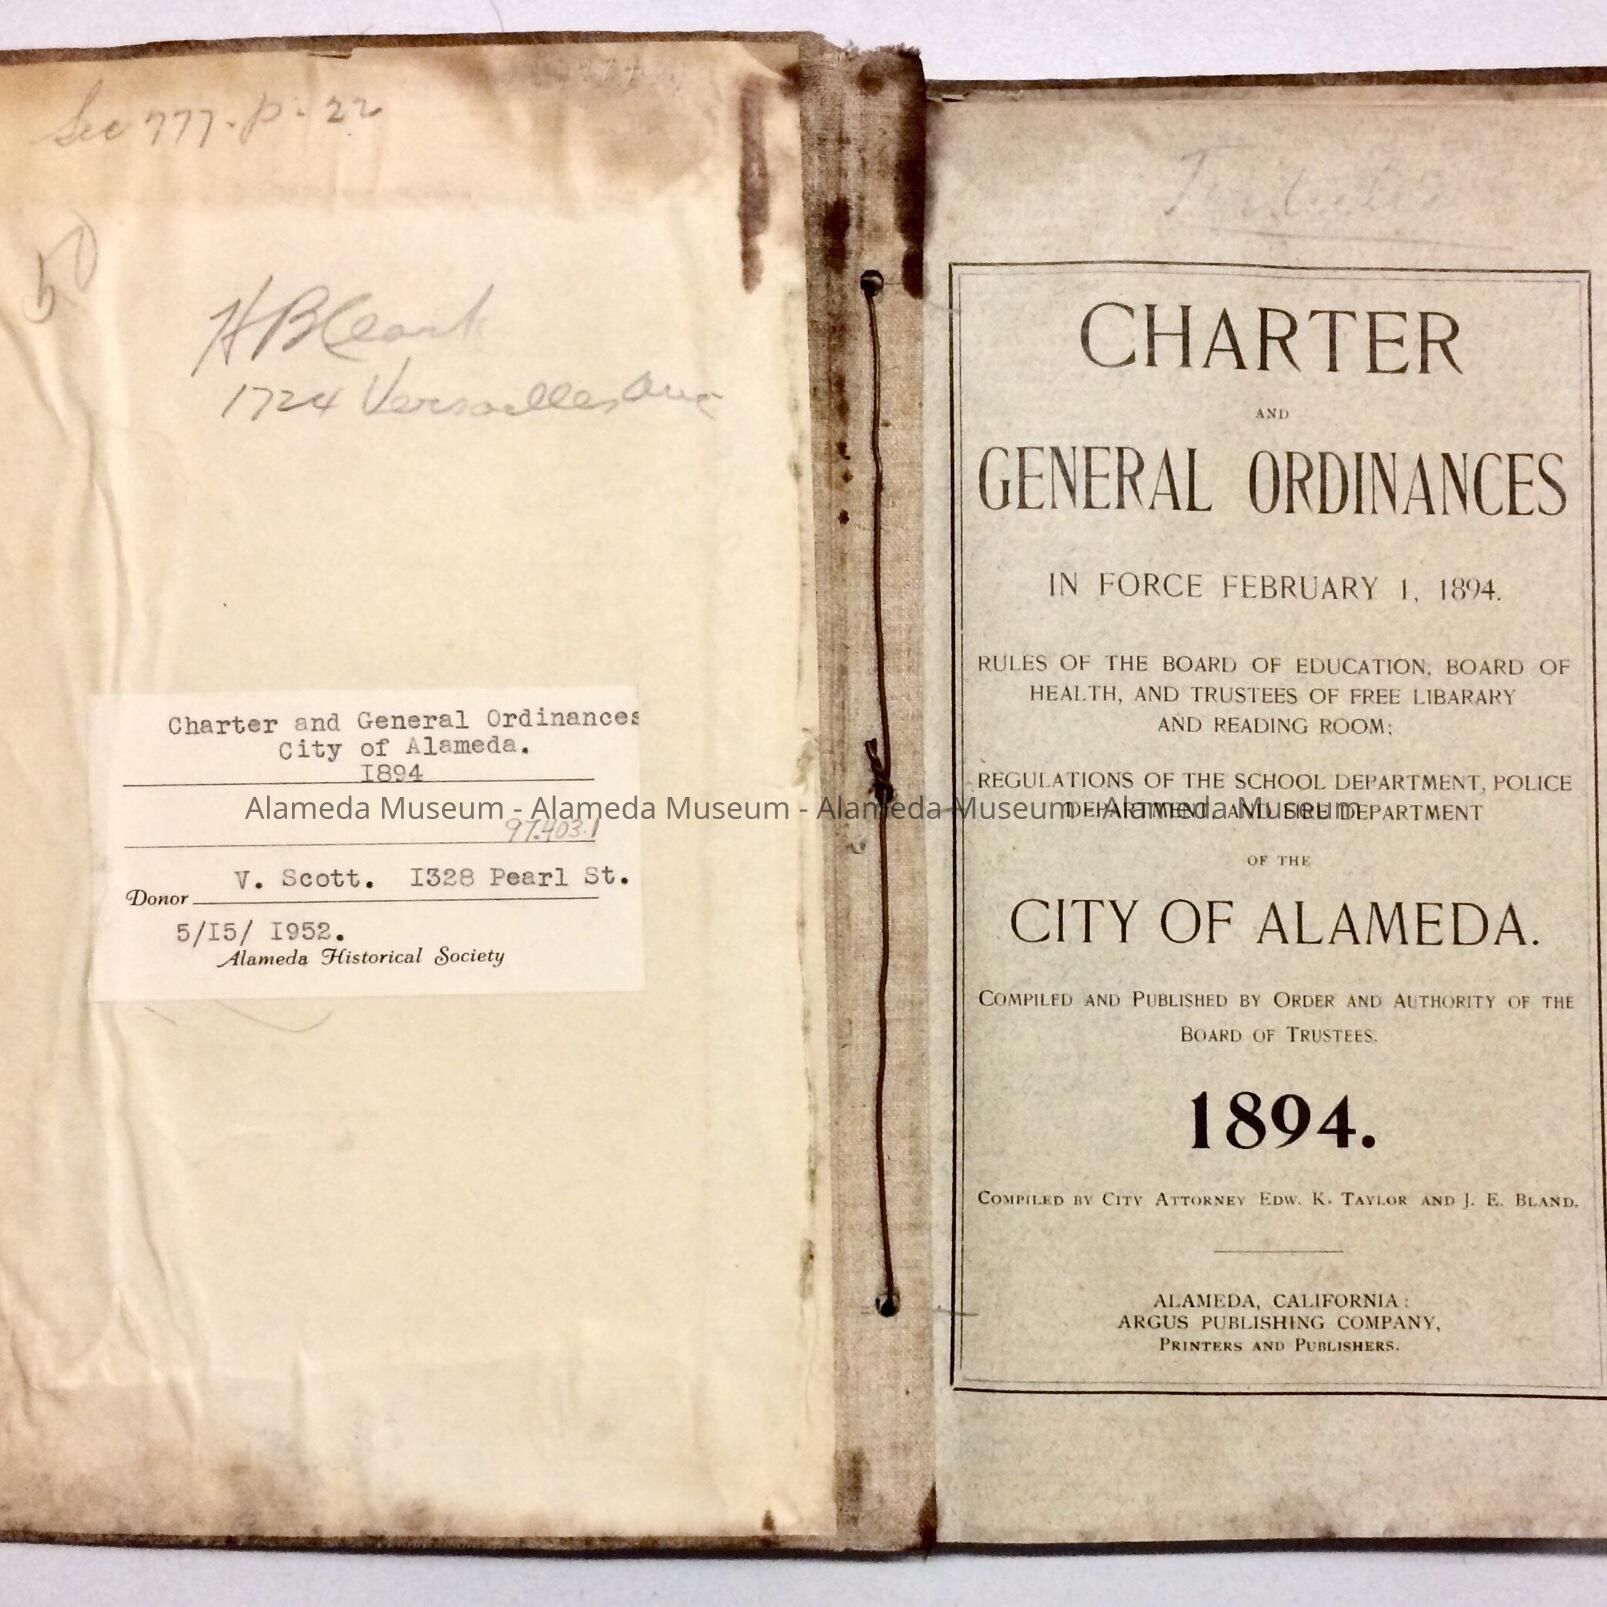 See 777-p-22
50
H B Clark
1724 Versailles Ave
Charter and General Ordinances
City of Alameda.
I894
97.403.1
V. Scott. I328 Pearl St.
Donor
5/I5/ I952.
Alameda Historical Society
Alameda Museum - Alameda Museum - Alameda Museum - Alameda Museum
CHARTER
AND
GENERAL ORDINANCES
IN FORCE FEBRUARY 1, 1894.
RULES OF THE BOARD OF EDUCATION, BOARD OF
HEALTH, AND TRUSTEES OF FREE LIBARARY
AND READING ROOM;
REGULATIONS OF THE SCHOOL DEPARTMENT, POLICE
DEPARTMENT AND FIRE DEPARTMENT
OF THE
CITY OF ALAMEDA.
COMPILED AND PUBLISHED BY ORDER AND AUTHORITY OF THE
BOARD OF TRUSTEES.
1894.
COMPILED BY CITY ATTORNEY EDW. K. TAYLOR AND J. E. BLAND.
ALAMEDA, CALIFORNIA:
ARGUS PUBLISHING COMPANY,
PRINTERS AND PUBLISHERS.